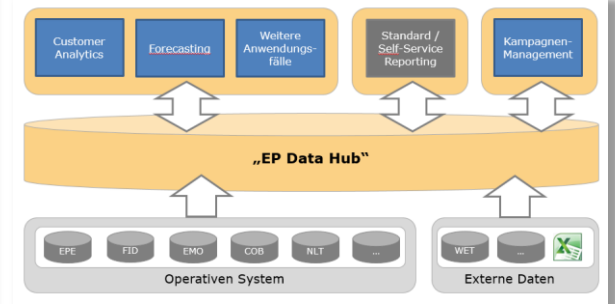 Customer
Analytics
Forecasting
Weitere
Anwendungs-
fälle
Standard /
Self-Service
Reporting
Kampagnen-
Management
„EP Data Hub“
EPE
FID
EMO
COB
NLT
...
Operativen System
WET
...
Externe Daten